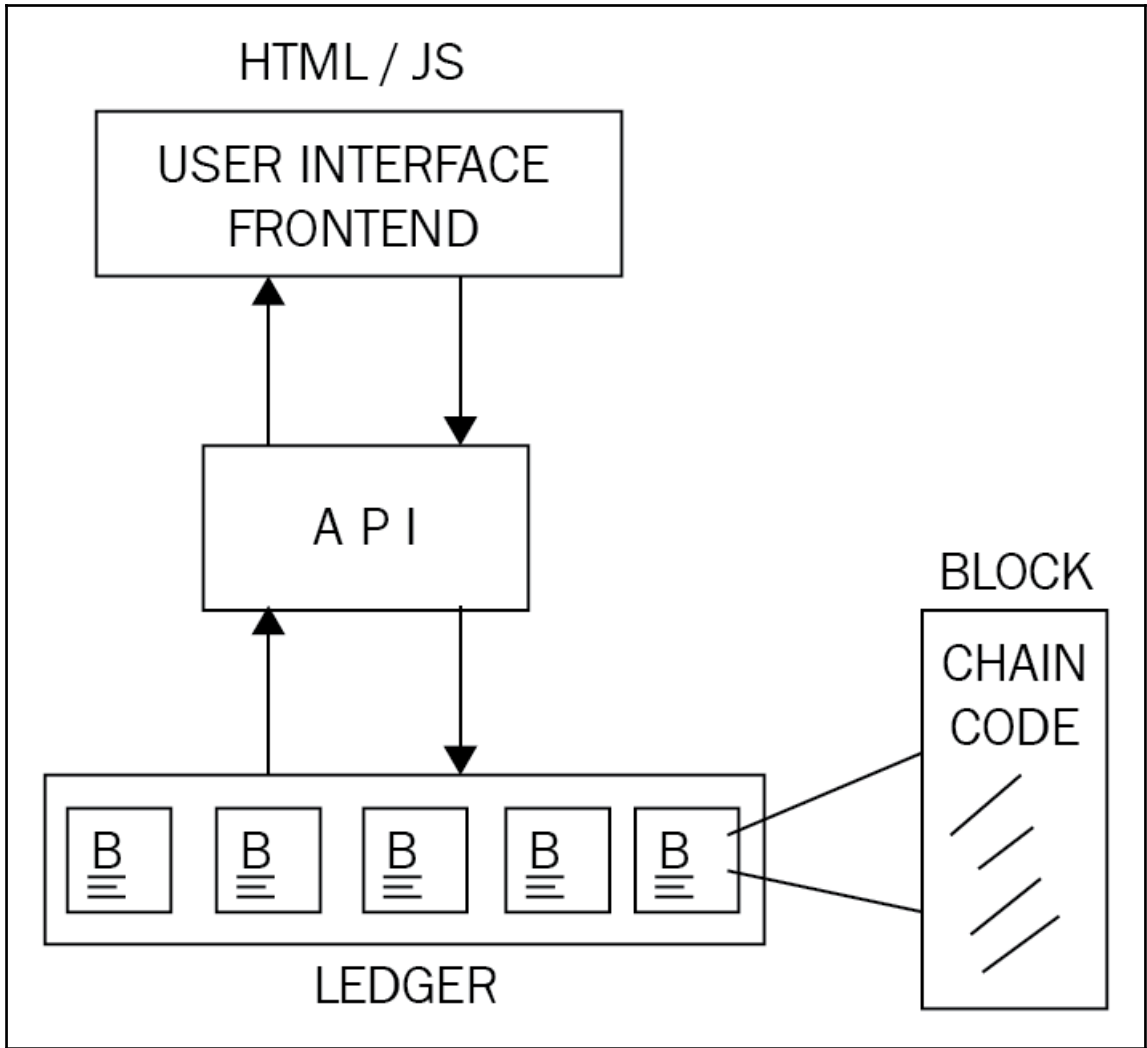 HTML / JS
USER INTERFACE
FRONTEND
A P I
BLOCK
CHAIN
CODE
B
B
B
B
B
LEDGER